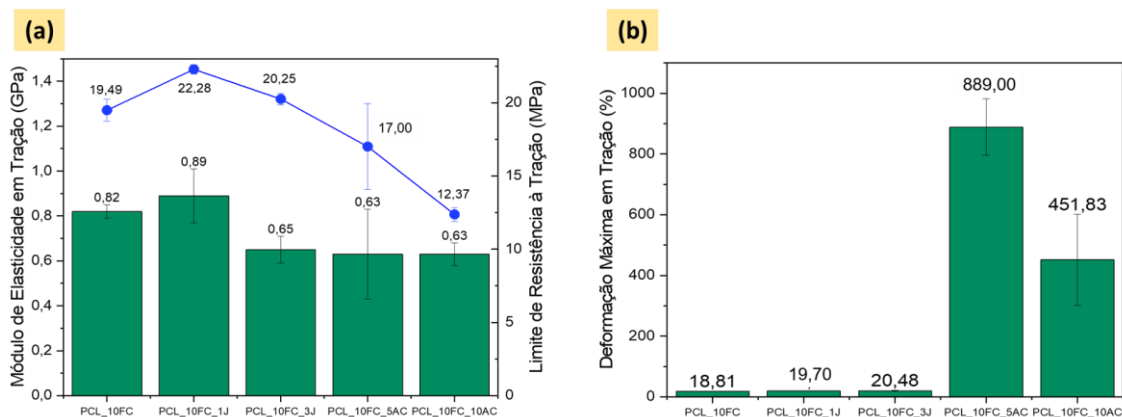 (a)
Módulo de Elasticidade em Tração (GPa)
1,4
1,2
1,0
0,8
0,6
0,4
0,2
0,0
19,49
22,28
20,25
17,00
12,37
0,82
0,89
0,65
0,63
0,63
20
15
10
5
0
Limite de Resistência à Tração (MPa)
PCL_10FC
PCL_10FC_1J
PCL_10FC_3J
PCL_10FC_5AC
PCL_10FC_10AC
(b)
Deformação Máxima em Tração (%)
1000
800
600
400
200
0
18,81
19,70
20,48
889,00
451,83
PCL_10FC
PCL_10FC_1J
PCL_10FC_3J
PCL_10FC_5AC
PCL_10FC_10AC